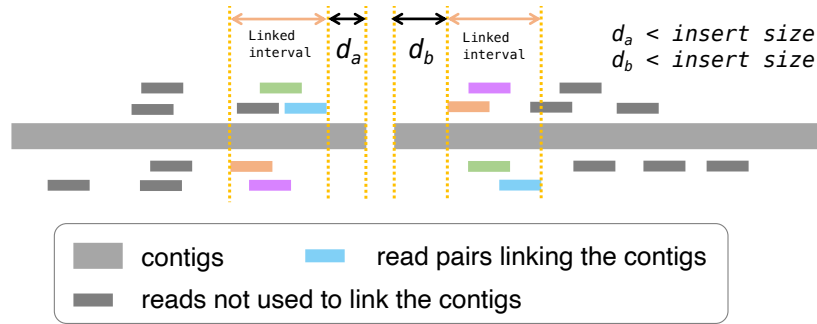 Linked
interval
d_a
d_b
Linked
interval
d_a < insert size
d_b < insert size
contigs
read pairs linking the contigs
reads not used to link the contigs